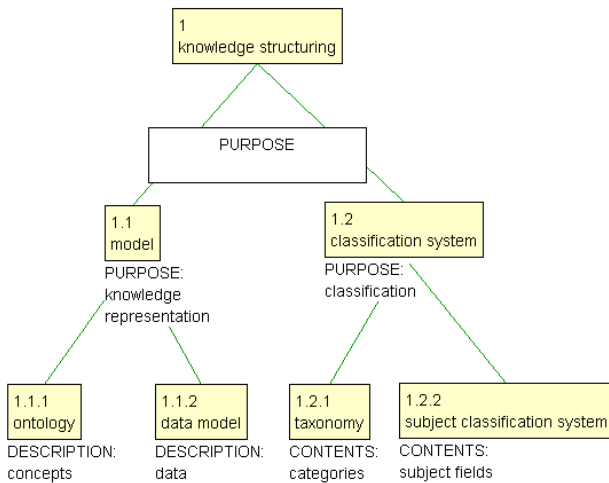 1
knowledge structuring
PURPOSE
1.1
model
PURPOSE:
knowledge
representation
1.2
classification system
PURPOSE:
classification
1.1.1
ontology
DESCRIPTION:
concepts
1.1.2
data model
DESCRIPTION:
data
1.2.1
taxonomy
CONTENTS:
categories
1.2.2
subject classification system
CONTENTS:
subject fields